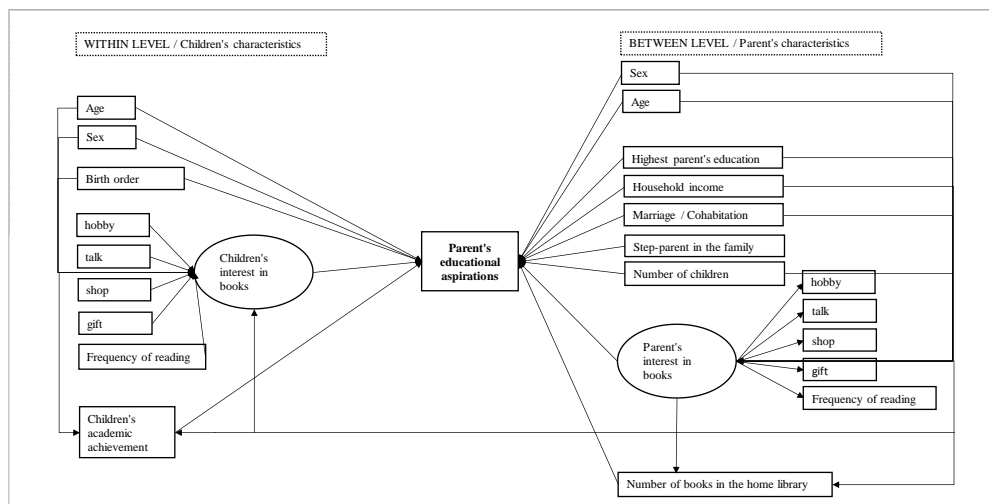 WITHIN LEVEL / Children's characteristics
Age
Sex
Birth order
hobby
talk
shop
gift
Frequency of reading
Children's
interest in
books
Children's
academic
achievement
Parent's
educational
aspirations
BETWEEN LEVEL / Parent's characteristics
Sex
Age
Highest parent's education
Household income
Marriage / Cohabitation
Step-parent in the family
Number of children
Parent's
interest in
books
hobby
talk
shop
gift
Frequency of reading
Number of books in the home library